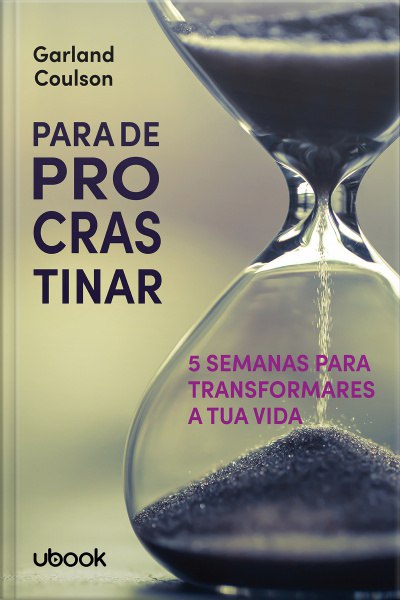 Garland
Coulson
PARA DE
PRO
CRAS
TINAR
5 SEMANAS PARA
TRANSFORMARES
A TUA VIDA
ubook